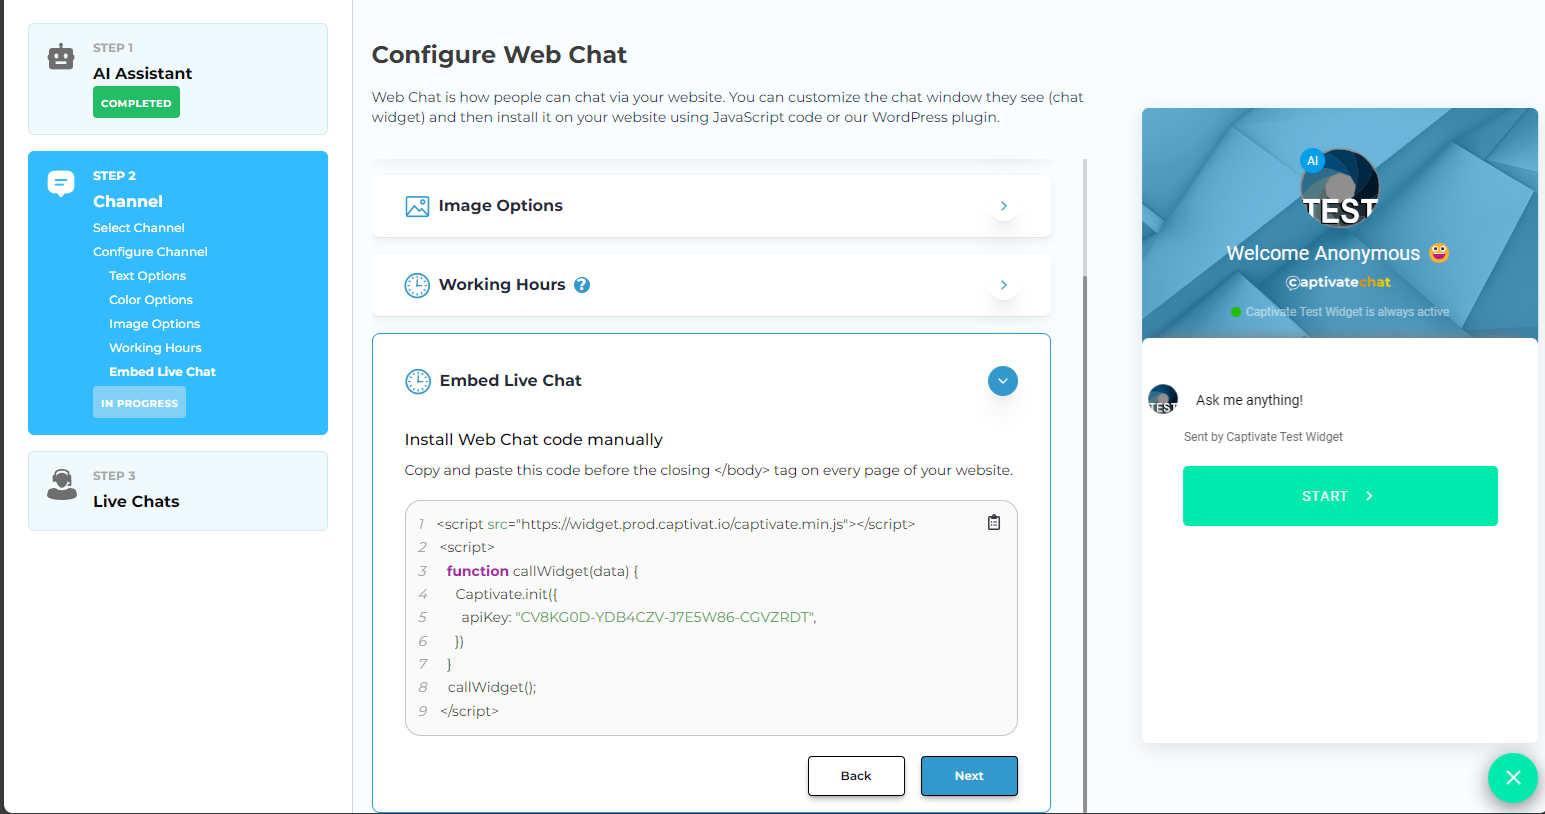 STEP 1
AI Assistant
COMPLETED
STEP 2
Channel
Select Channel
Configure Channel
Text Options
Color Options
Image Options
Working Hours
Embed Live Chat
IN PROGRESS
STEP 3
Live Chats
Configure Web Chat
Web Chat is how people can chat via your website. You can customize the chat window they see (chat
widget) and then install it on your website using JavaScript code or our WordPress plugin.
Image Options
Working Hours ?
Embed Live Chat
Install Web Chat code manually
Copy and paste this code before the closing </body> tag on every page of your website.
1 <script src="https://widget.prod.captivat.io/captivate.min.js"></script>
2 <script>
3 function callWidget(data) {
4 Captivate.init({
5 apiKey: "CV8KG0D-YDB4CZV-J7E5W86-CGVZRDT",
6 })
7 }
8 callWidget();
9 </script>
Back
Next
AI
TEST
Welcome Anonymous 😀
captivatechat
Captivate Test Widget is always active
TEST
Ask me anything!
Sent by Captivate Test Widget
START